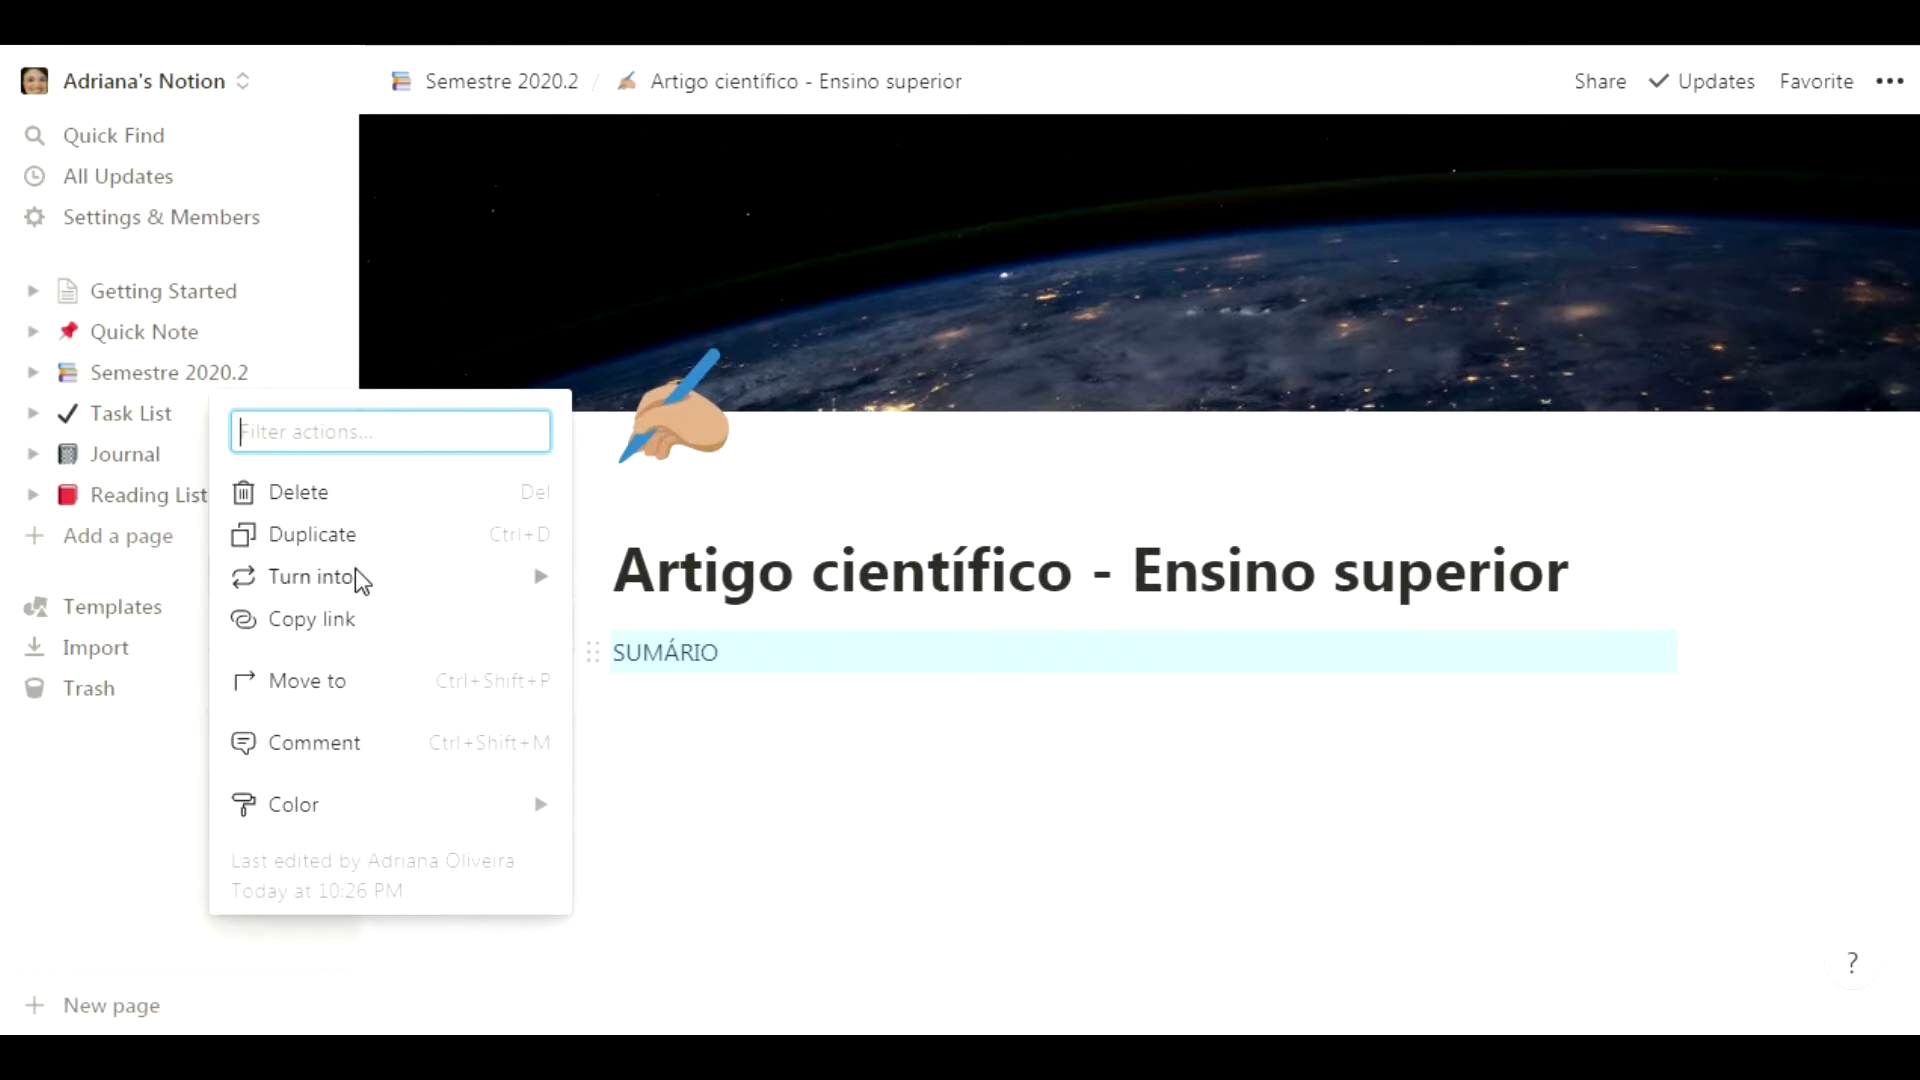 Adriana's Notion
Semestre 2020.2 / Artigo científico - Ensino superior
Share
Updates
Favorite
Quick Find
All Updates
Settings & Members
Getting Started
Quick Note
Semestre 2020.2
Task List
Journal
Reading List
Add a page
Templates
Import
Trash
New page
Filter actions...
Delete Del
Duplicate Ctrl+D
Turn into
Copy link
Move to Ctrl+Shift+P
Comment Ctrl+Shift+M
Color
Last edited by Adriana Oliveira
Today at 10:26 PM
Artigo científico - Ensino superior
SUMÁRIO
?